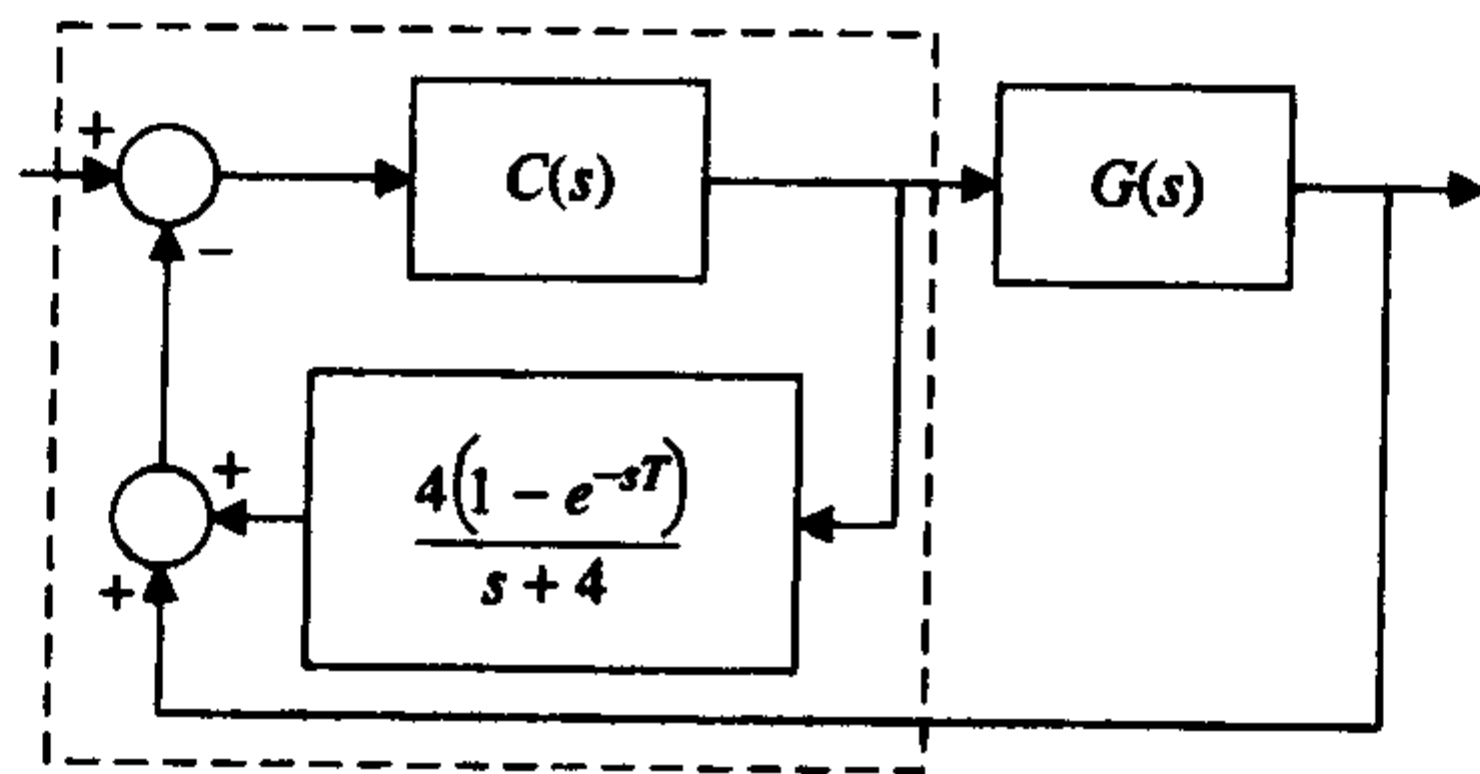 +
C(s)
G(s)
−
+
4(1 − e^{−sT})
s + 4
+